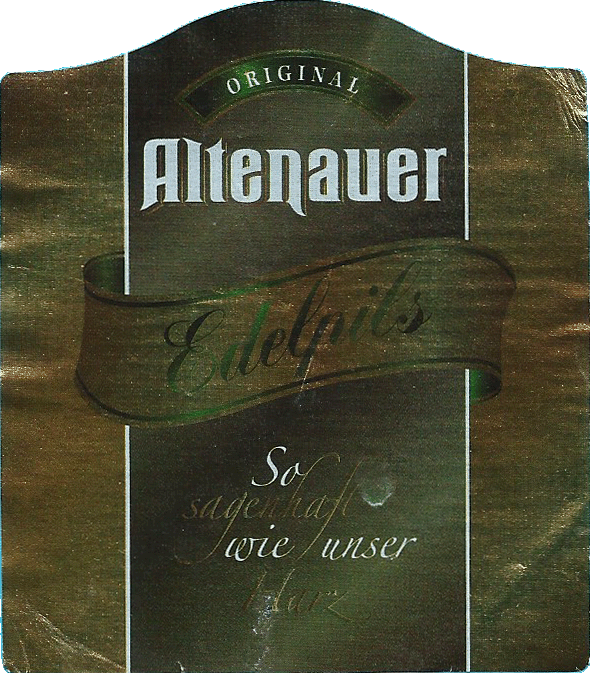 ORIGINAL
Altenauer
Edelpils
So
sagenhaft
wie unser
Harz